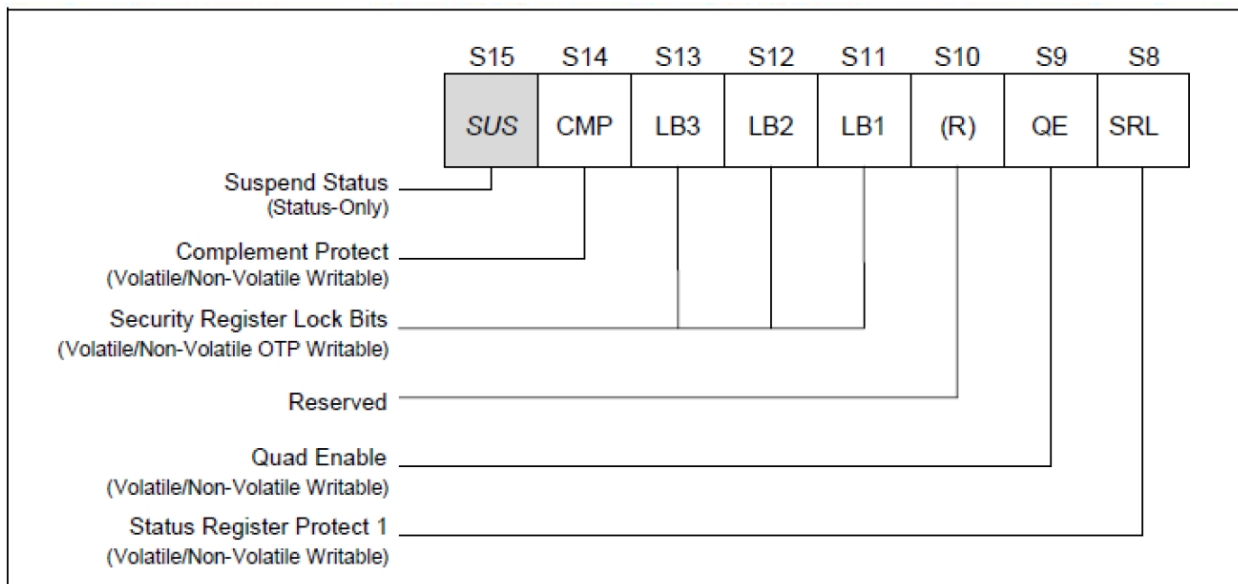 S15 S14 S13 S12 S11 S10 S9 S8
SUS CMP LB3 LB2 LB1 (R) QE SRL
Suspend Status
(Status-Only)
Complement Protect
(Volatile/Non-Volatile Writable)
Security Register Lock Bits
(Volatile/Non-Volatile OTP Writable)
Reserved
Quad Enable
(Volatile/Non-Volatile Writable)
Status Register Protect 1
(Volatile/Non-Volatile Writable)